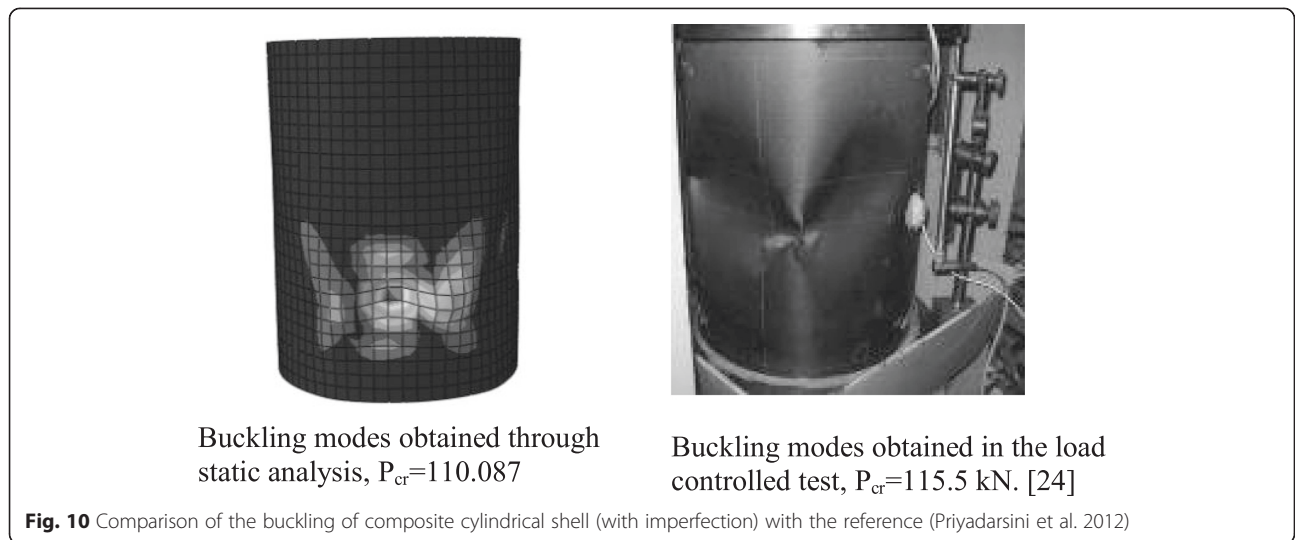 Buckling modes obtained through
static analysis, Pcr=110.087
Buckling modes obtained in the load
controlled test, Pcr=115.5 kN. [24]
Fig. 10 Comparison of the buckling of composite cylindrical shell (with imperfection) with the reference (Priyadarsini et al. 2012)